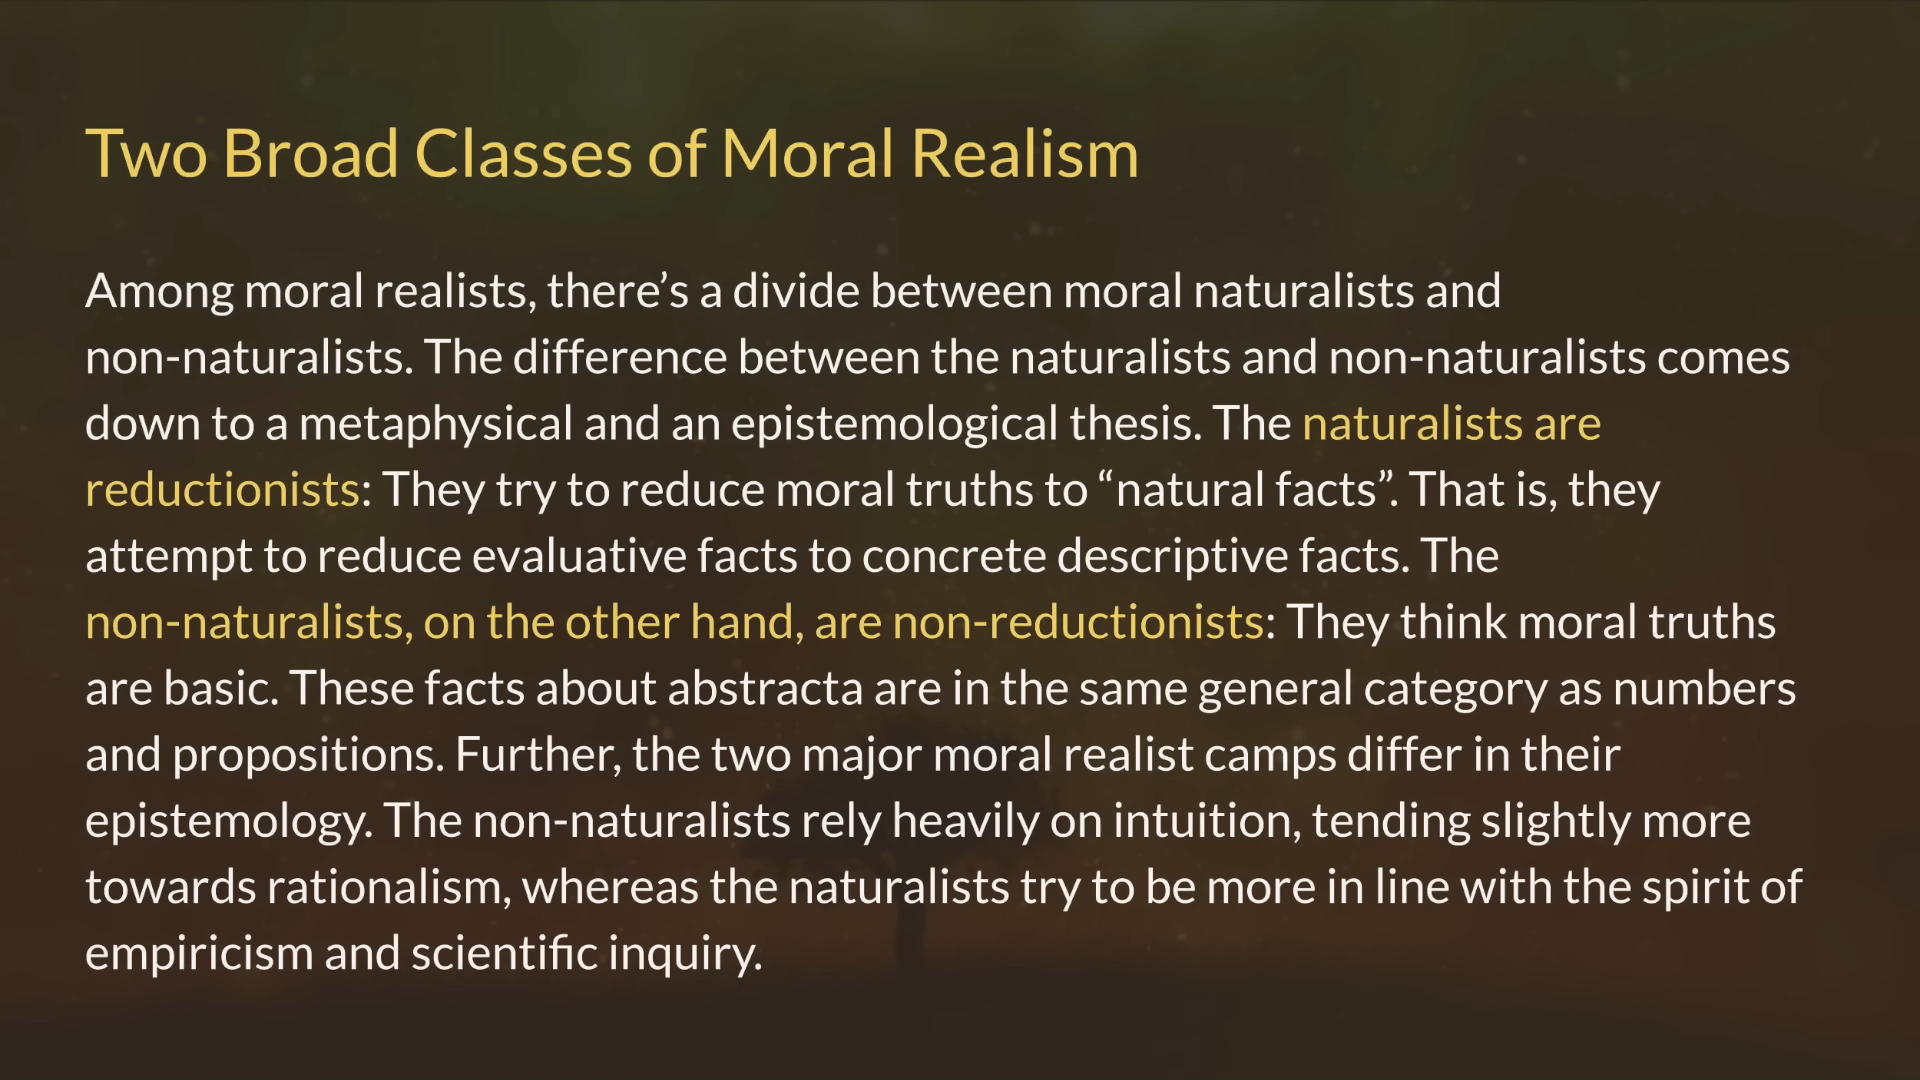 Two Broad Classes of Moral Realism
Among moral realists, there’s a divide between moral naturalists and
non-naturalists. The difference between the naturalists and non-naturalists comes
down to a metaphysical and an epistemological thesis. The naturalists are
reductionists: They try to reduce moral truths to “natural facts”. That is, they
attempt to reduce evaluative facts to concrete descriptive facts. The
non-naturalists, on the other hand, are non-reductionists: They think moral truths
are basic. These facts about abstracta are in the same general category as numbers
and propositions. Further, the two major moral realist camps differ in their
epistemology. The non-naturalists rely heavily on intuition, tending slightly more
towards rationalism, whereas the naturalists try to be more in line with the spirit of
empiricism and scientific inquiry.